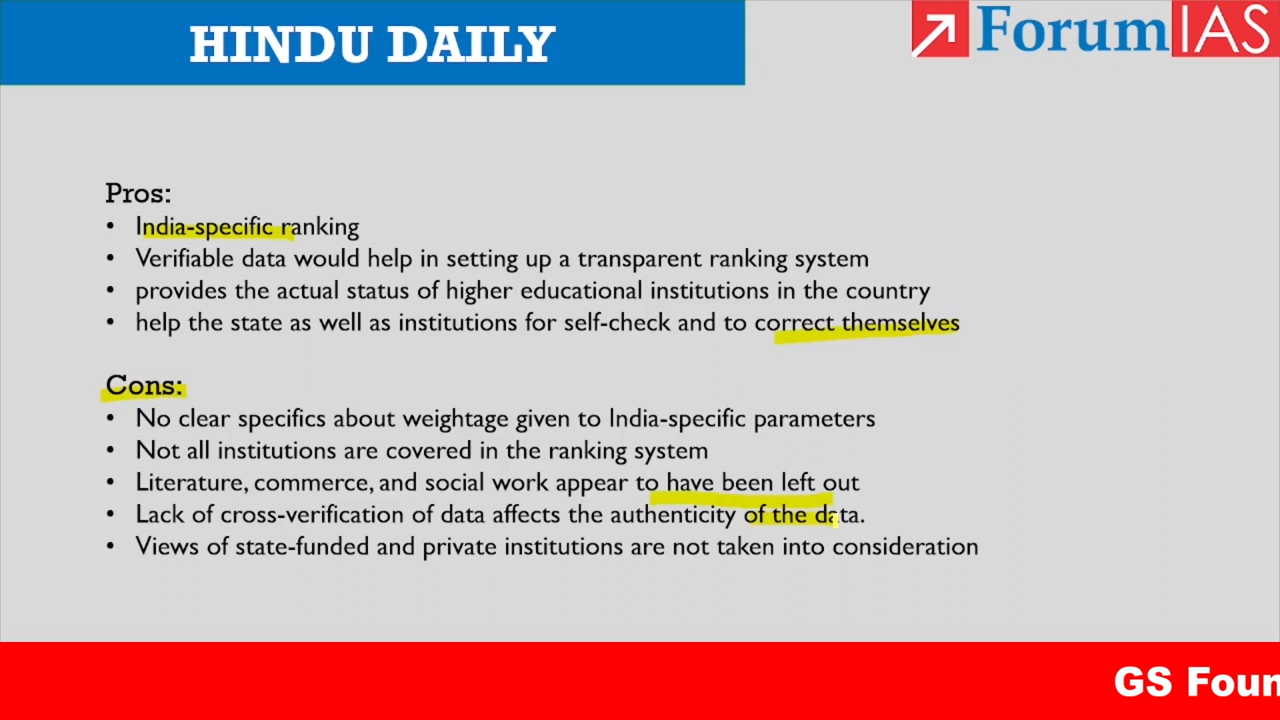 HINDU DAILY
ForumIAS
Pros:
• India-specific ranking
• Verifiable data would help in setting up a transparent ranking system
• provides the actual status of higher educational institutions in the country
• help the state as well as institutions for self-check and to correct themselves
Cons:
• No clear specifics about weightage given to India-specific parameters
• Not all institutions are covered in the ranking system
• Literature, commerce, and social work appear to have been left out
• Lack of cross-verification of data affects the authenticity of the data.
• Views of state-funded and private institutions are not taken into consideration
GS Foun